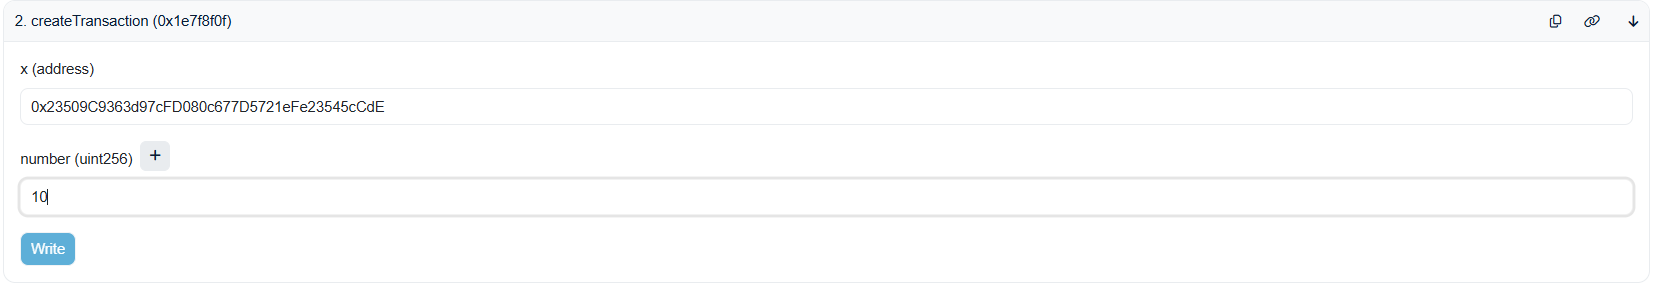 2. createTransaction (0x1e7f8f0f)
x (address)
0x23509C9363d97cFD080c677D5721eFe23545cCdE
number (uint256) +
10
Write